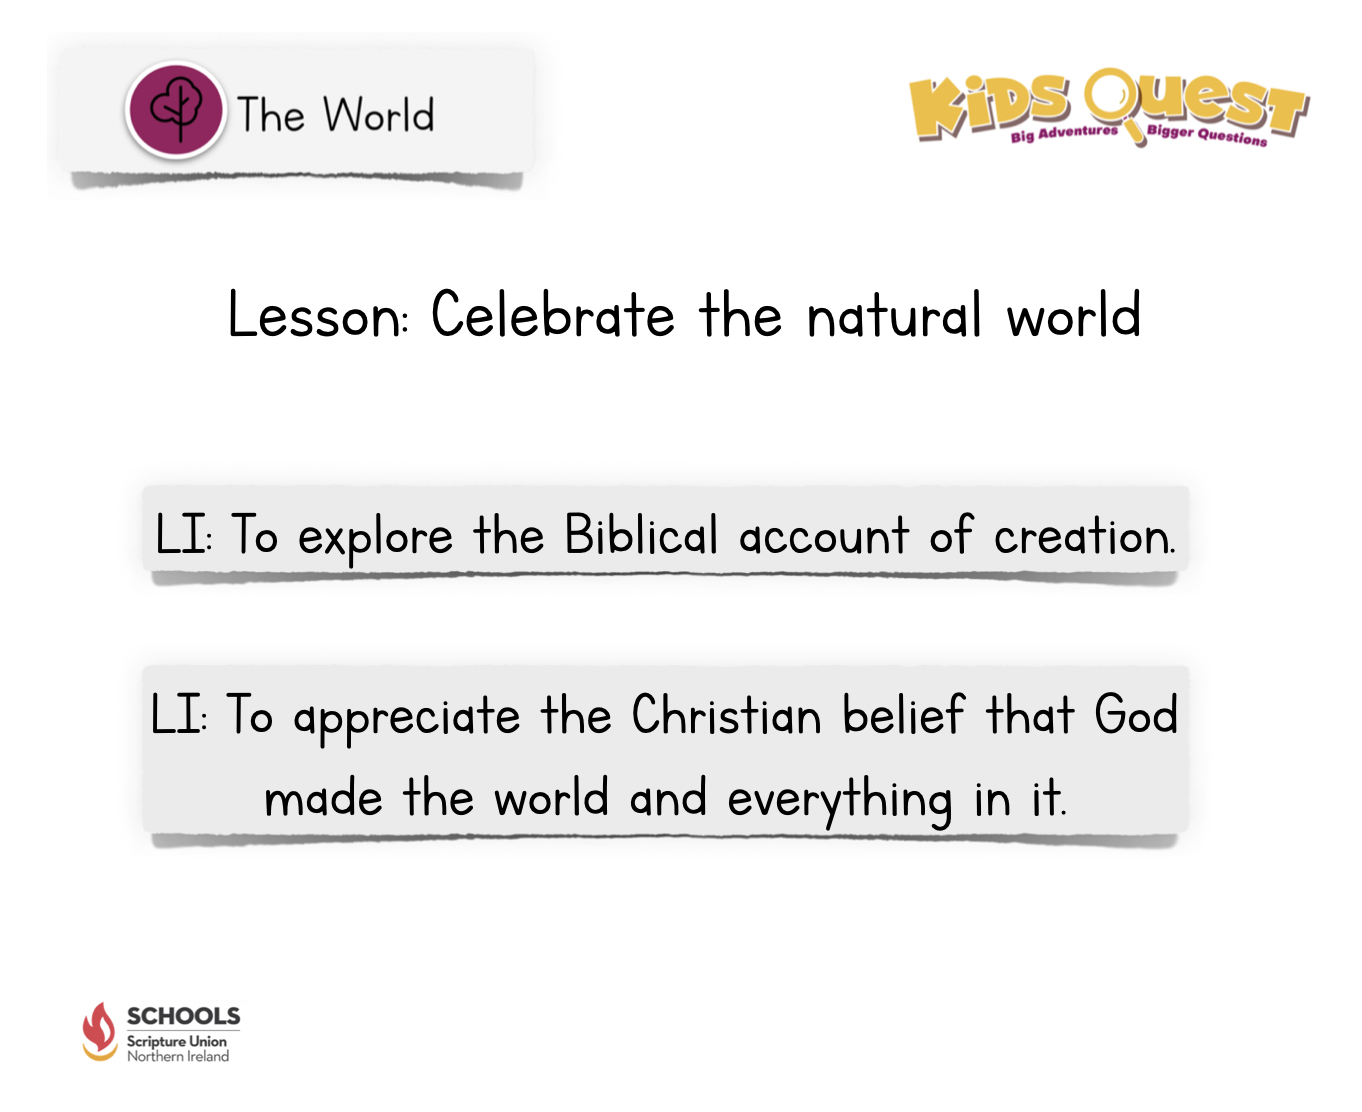 The World
KiDS QUEST
Big Adventures Bigger Questions
Lesson: Celebrate the natural world
LI: To explore the Biblical account of creation.
LI: To appreciate the Christian belief that God
made the world and everything in it.
SCHOOLS
Scripture Union
Northern Ireland